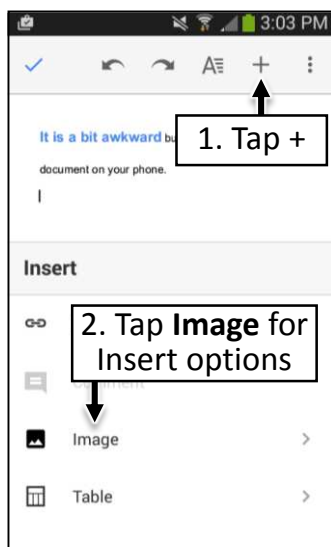 3:03 PM
A
1. Tap +
It is a bit awkward bu
document on your phone.
Insert
2. Tap Image for
Insert options
Image
Table